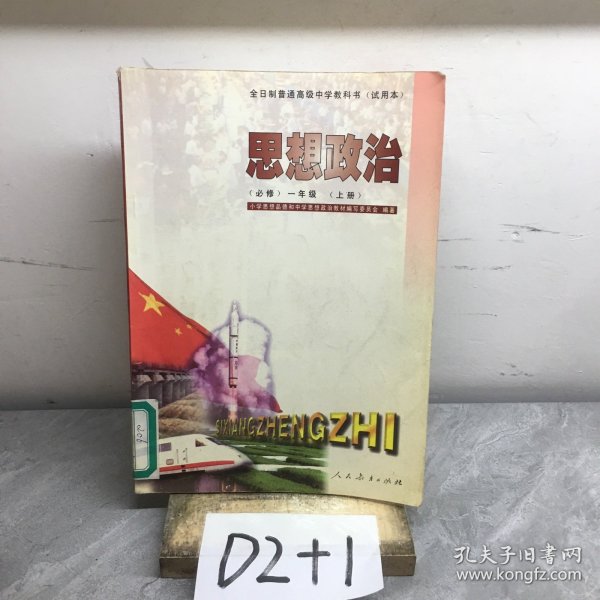 全日制普通高级中学教科书（试用本）
思想政治
（必修）一年级 （上册）
小学思想品德和中学思想政治教材编写委员会 编著
SIXIANGZHENGZHI
人民教育出版社
D2+1
孔夫子旧书网
www.kongfz.com